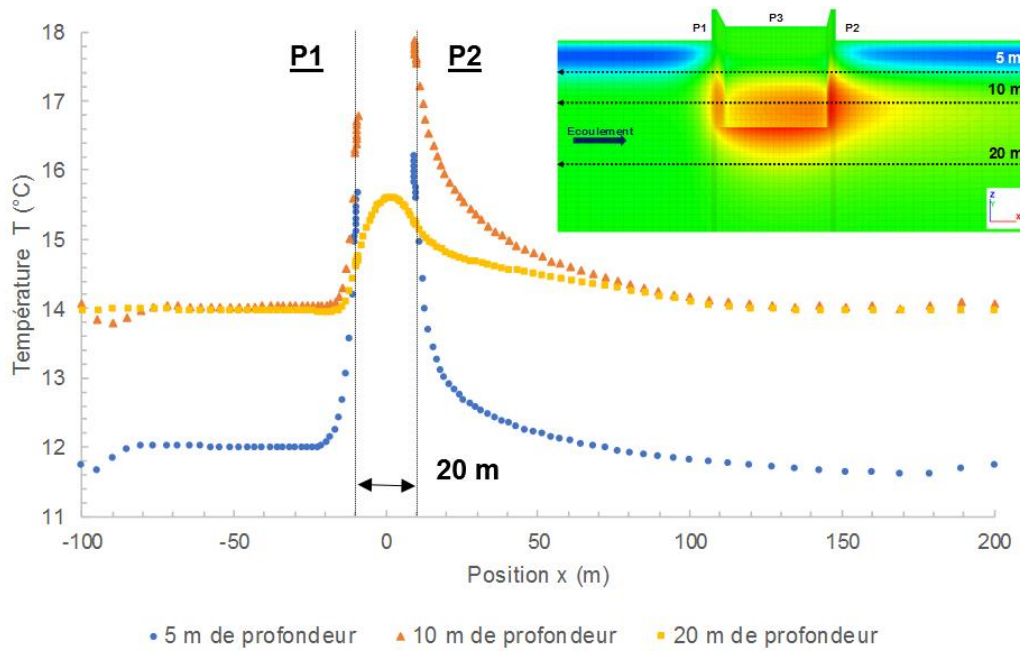 18
17
16
15
14
13
12
11
Température T (°C)
P1
P2
20 m
-100
-50
0
50
100
150
200
Position x (m)
5 m de profondeur
10 m de profondeur
20 m de profondeur
P1
P3
P2
5 m
10 m
Ecoulement
20 m
Z
Y
X